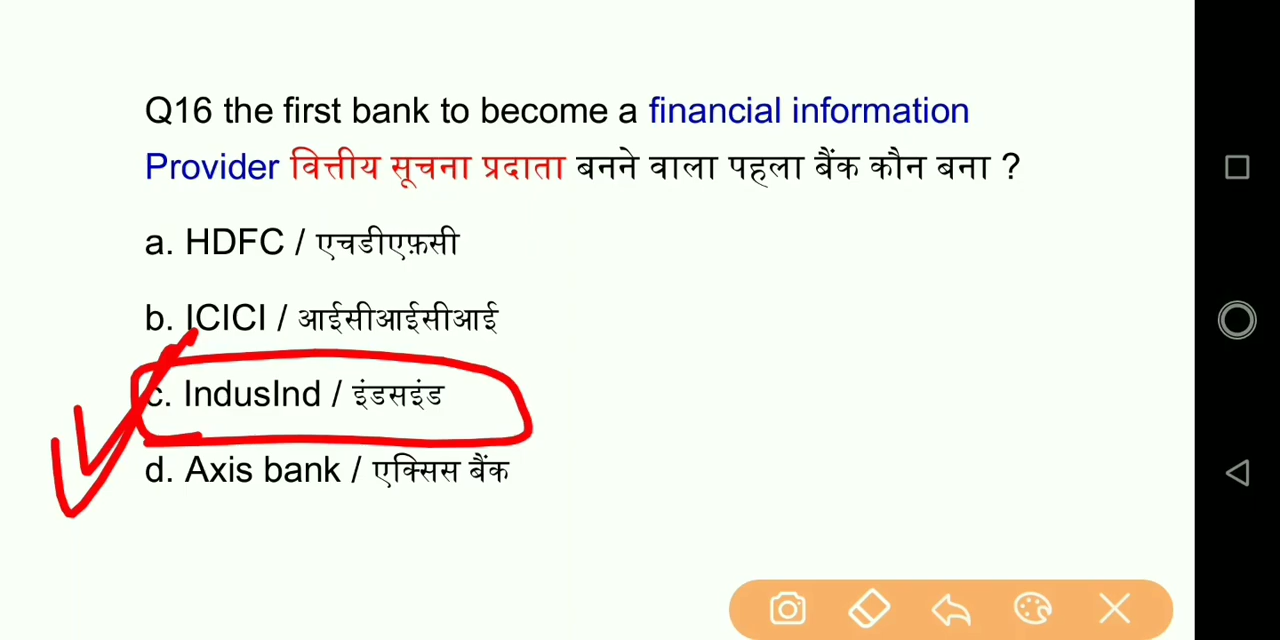 Q16 the first bank to become a financial information
Provider वित्तीय सूचना प्रदाता बनने वाला पहला बैंक कौन बना ?
a. HDFC / एचडीएफ़सी
b. ICICI / आईसीआईसीआई
c. IndusInd / इंडसइंड
d. Axis bank / एक्सिस बैंक